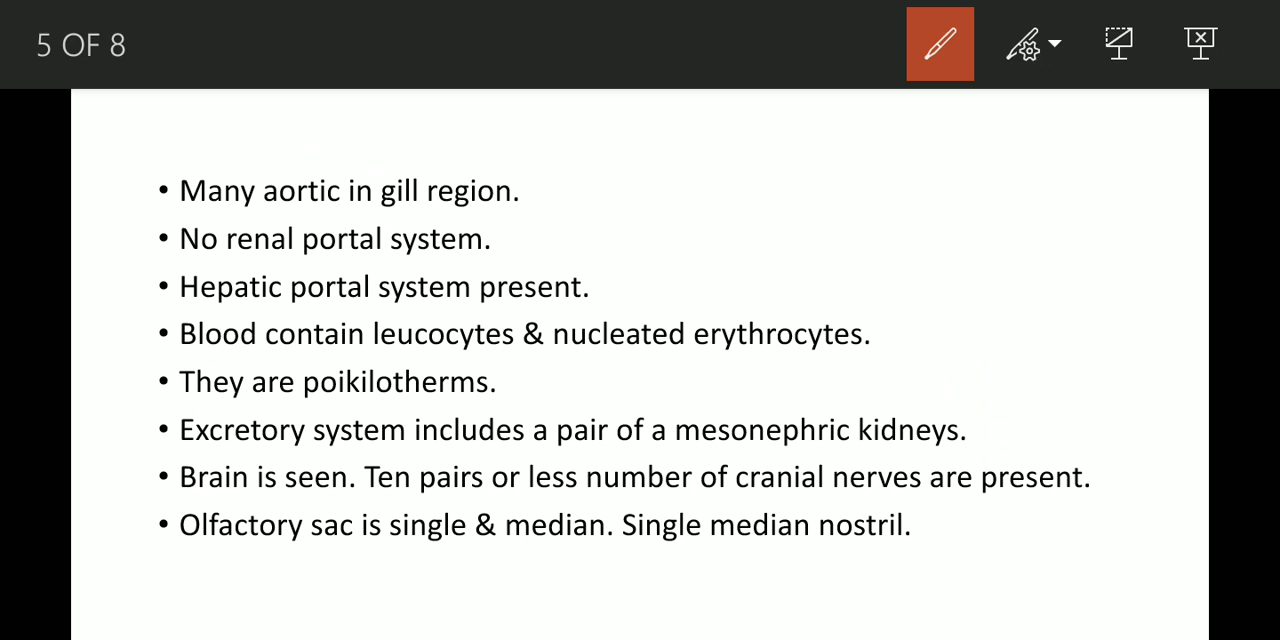 5 OF 8
• Many aortic in gill region.
• No renal portal system.
• Hepatic portal system present.
• Blood contain leucocytes & nucleated erythrocytes.
• They are poikilotherms.
• Excretory system includes a pair of a mesonephric kidneys.
• Brain is seen. Ten pairs or less number of cranial nerves are present.
• Olfactory sac is single & median. Single median nostril.